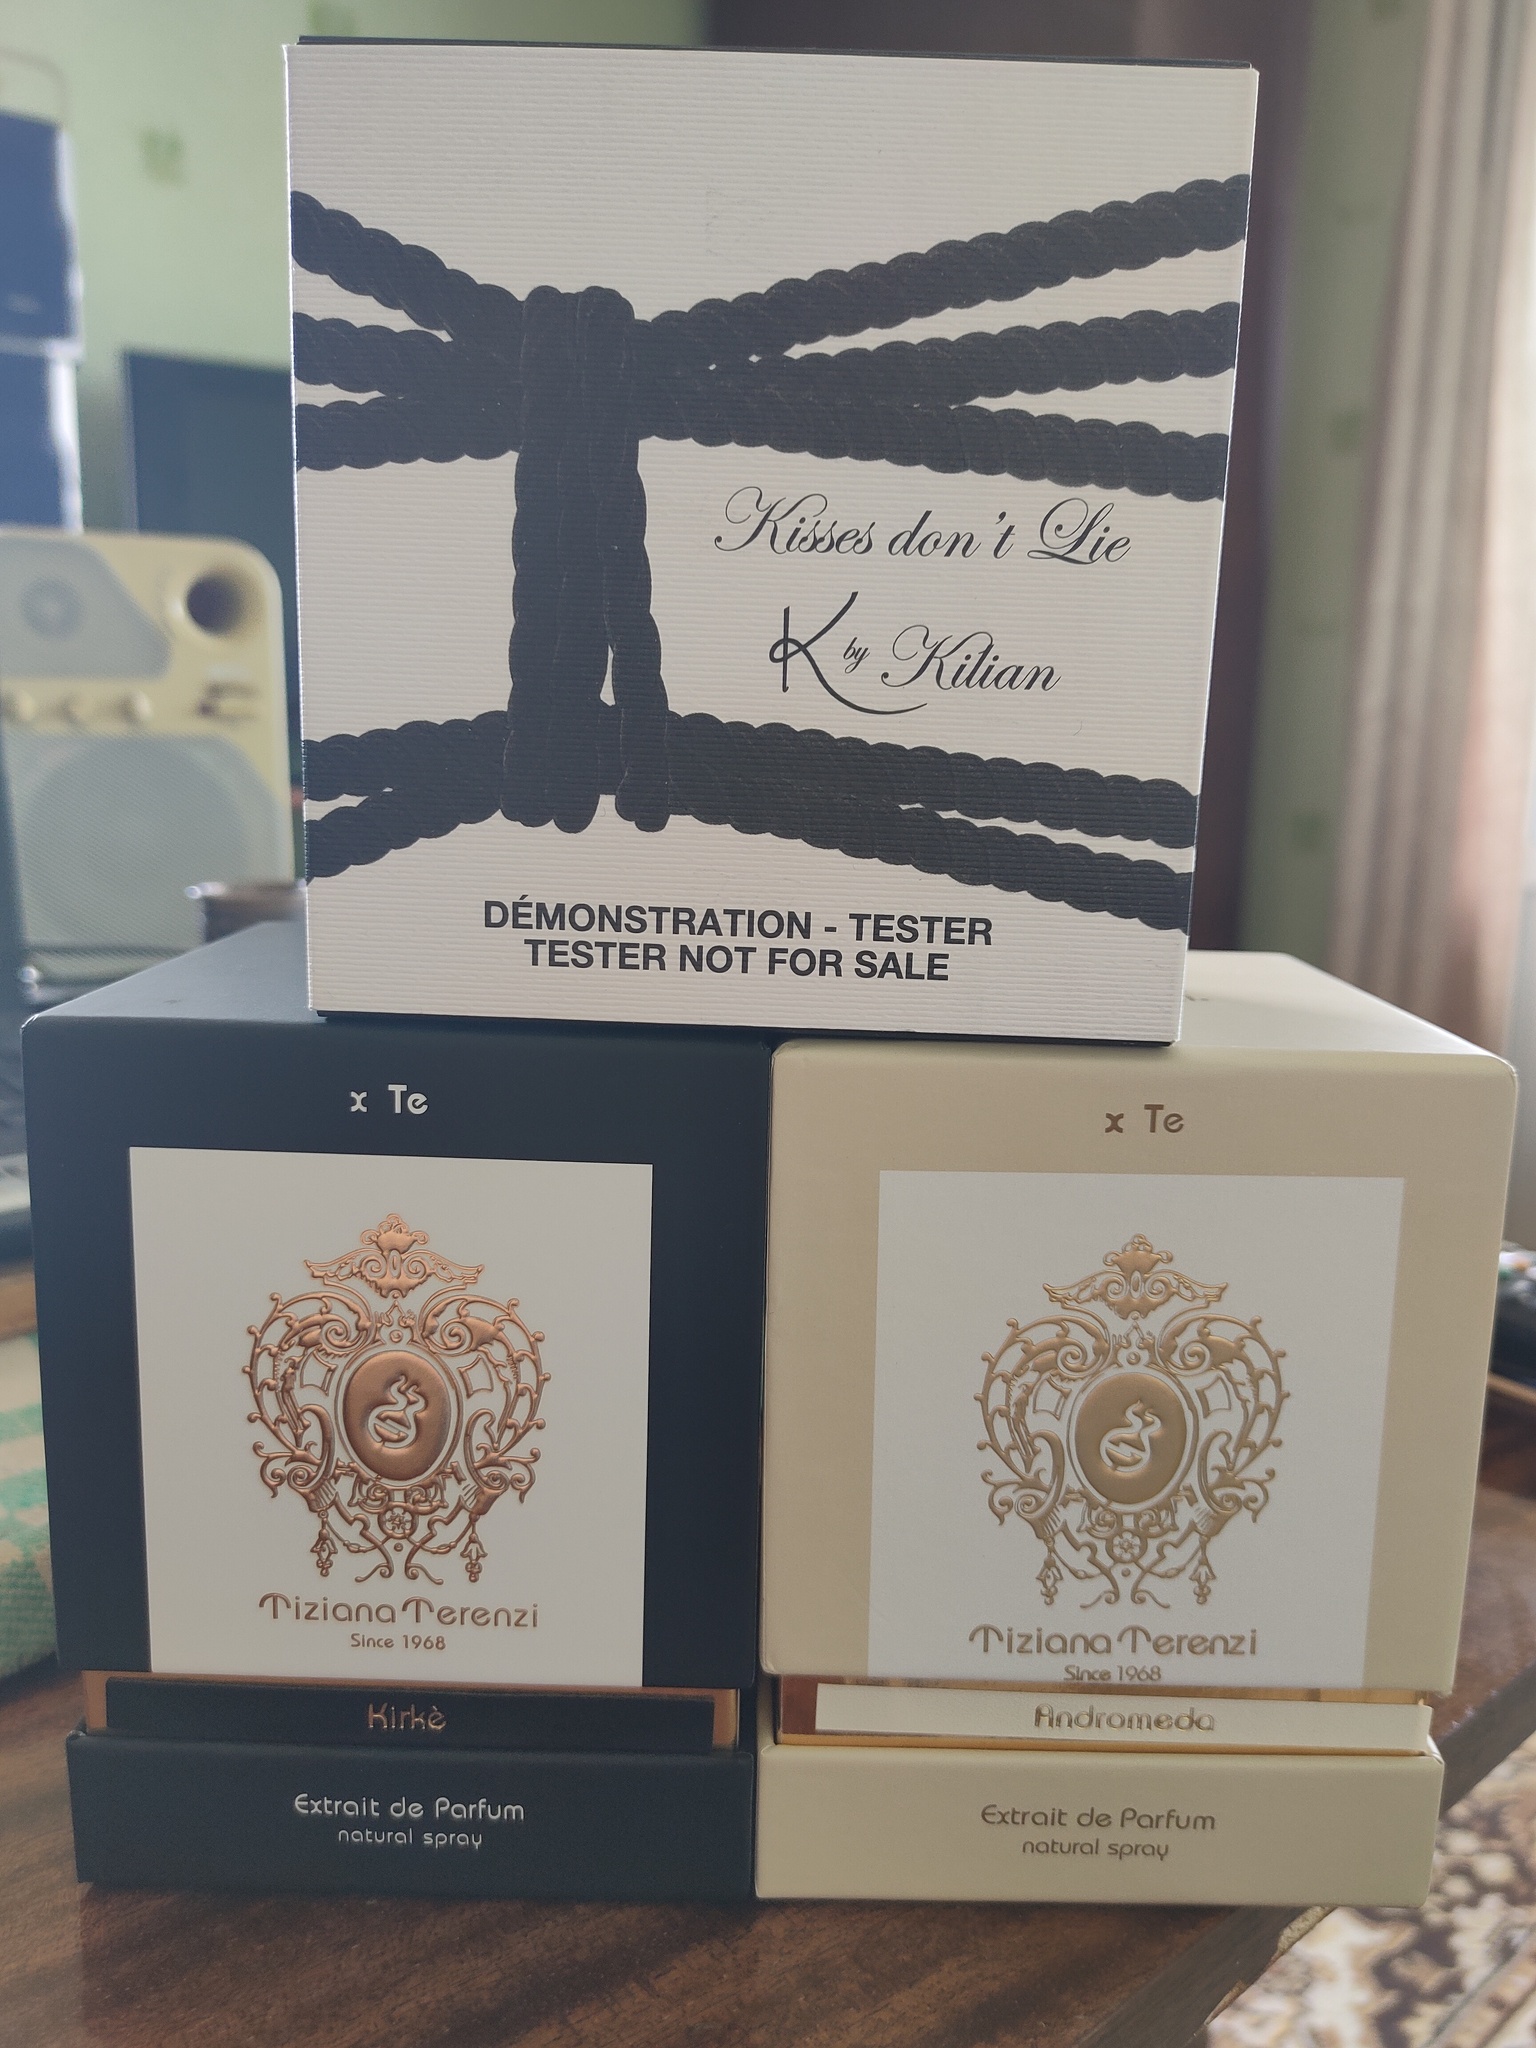 Kisses don't Lie
K by Kilian
DÉMONSTRATION - TESTER
TESTER NOT FOR SALE
x Te
Tiziana Terenzi
Since 1968
Kirkè
Extrait de Parfum
natural spray
x Te
Tiziana Terenzi
Since 1968
Andromeda
Extrait de Parfum
natural spray